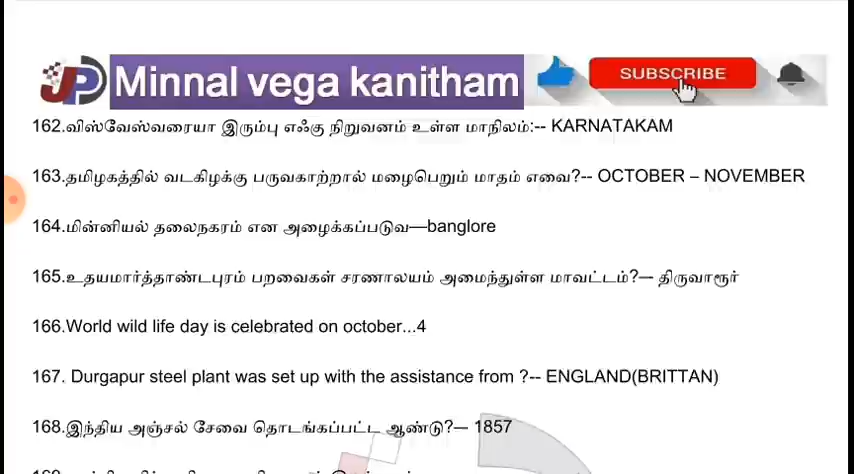 JP Minnal vega kanitham SUBSCRIBE
162.விஸ்வேஸ்வரையா இரும்பு எஃகு நிறுவனம் உள்ள மாநிலம்:-- KARNATAKAM
163.தமிழகத்தில் வடகிழக்கு பருவகாற்றால் மழைபெறும் மாதம் எவை?-- OCTOBER – NOVEMBER
164.மின்னியல் தலைநகரம் என அழைக்கப்படுவ—banglore
165.உதயமார்த்தாண்டபுரம் பறவைகள் சரணாலயம் அமைந்துள்ள மாவட்டம்?— திருவாரூர்
166.World wild life day is celebrated on october...4
167. Durgapur steel plant was set up with the assistance from ?-- ENGLAND(BRITTAN)
168.இந்திய அஞ்சல் சேவை தொடங்கப்பட்ட ஆண்டு?— 1857